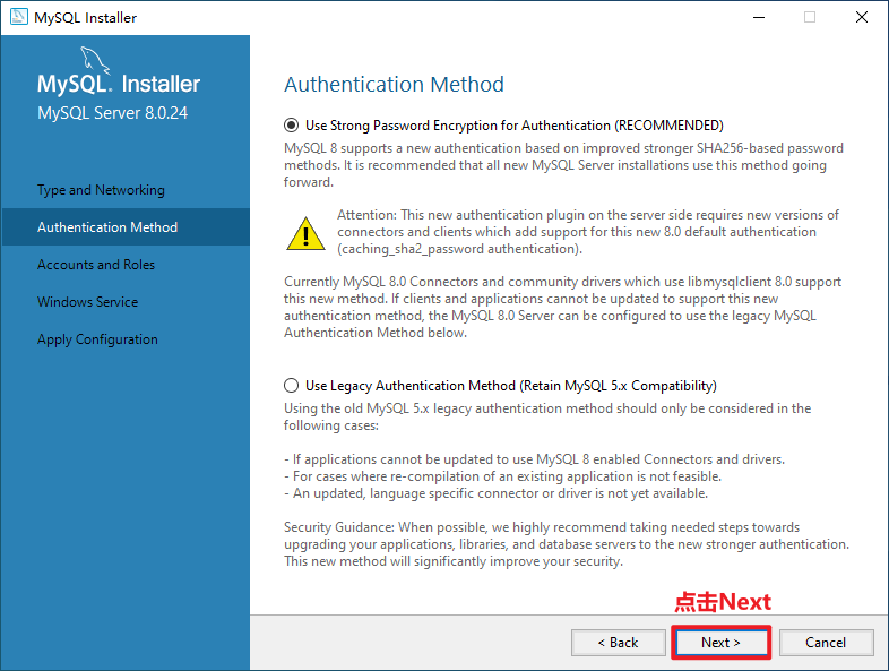 MySQL Installer
MySQL. Installer
MySQL Server 8.0.24
Type and Networking
Authentication Method
Accounts and Roles
Windows Service
Apply Configuration
Authentication Method
Use Strong Password Encryption for Authentication (RECOMMENDED)
MySQL 8 supports a new authentication based on improved stronger SHA256-based password
methods. It is recommended that all new MySQL Server installations use this method going
forward.
Attention: This new authentication plugin on the server side requires new versions of
connectors and clients which add support for this new 8.0 default authentication
(caching_sha2_password authentication).
Currently MySQL 8.0 Connectors and community drivers which use libmysqlclient 8.0 support
this new method. If clients and applications cannot be updated to support this new
authentication method, the MySQL 8.0 Server can be configured to use the legacy MySQL
Authentication Method below.
Use Legacy Authentication Method (Retain MySQL 5.x Compatibility)
Using the old MySQL 5.x legacy authentication method should only be considered in the
following cases:
- If applications cannot be updated to use MySQL 8 enabled Connectors and drivers.
- For cases where re-compilation of an existing application is not feasible.
- An updated, language specific connector or driver is not yet available.
Security Guidance: When possible, we highly recommend taking needed steps towards
upgrading your applications, libraries, and database servers to the new stronger authentication.
This new method will significantly improve your security.
点击Next
< Back
Next >
Cancel